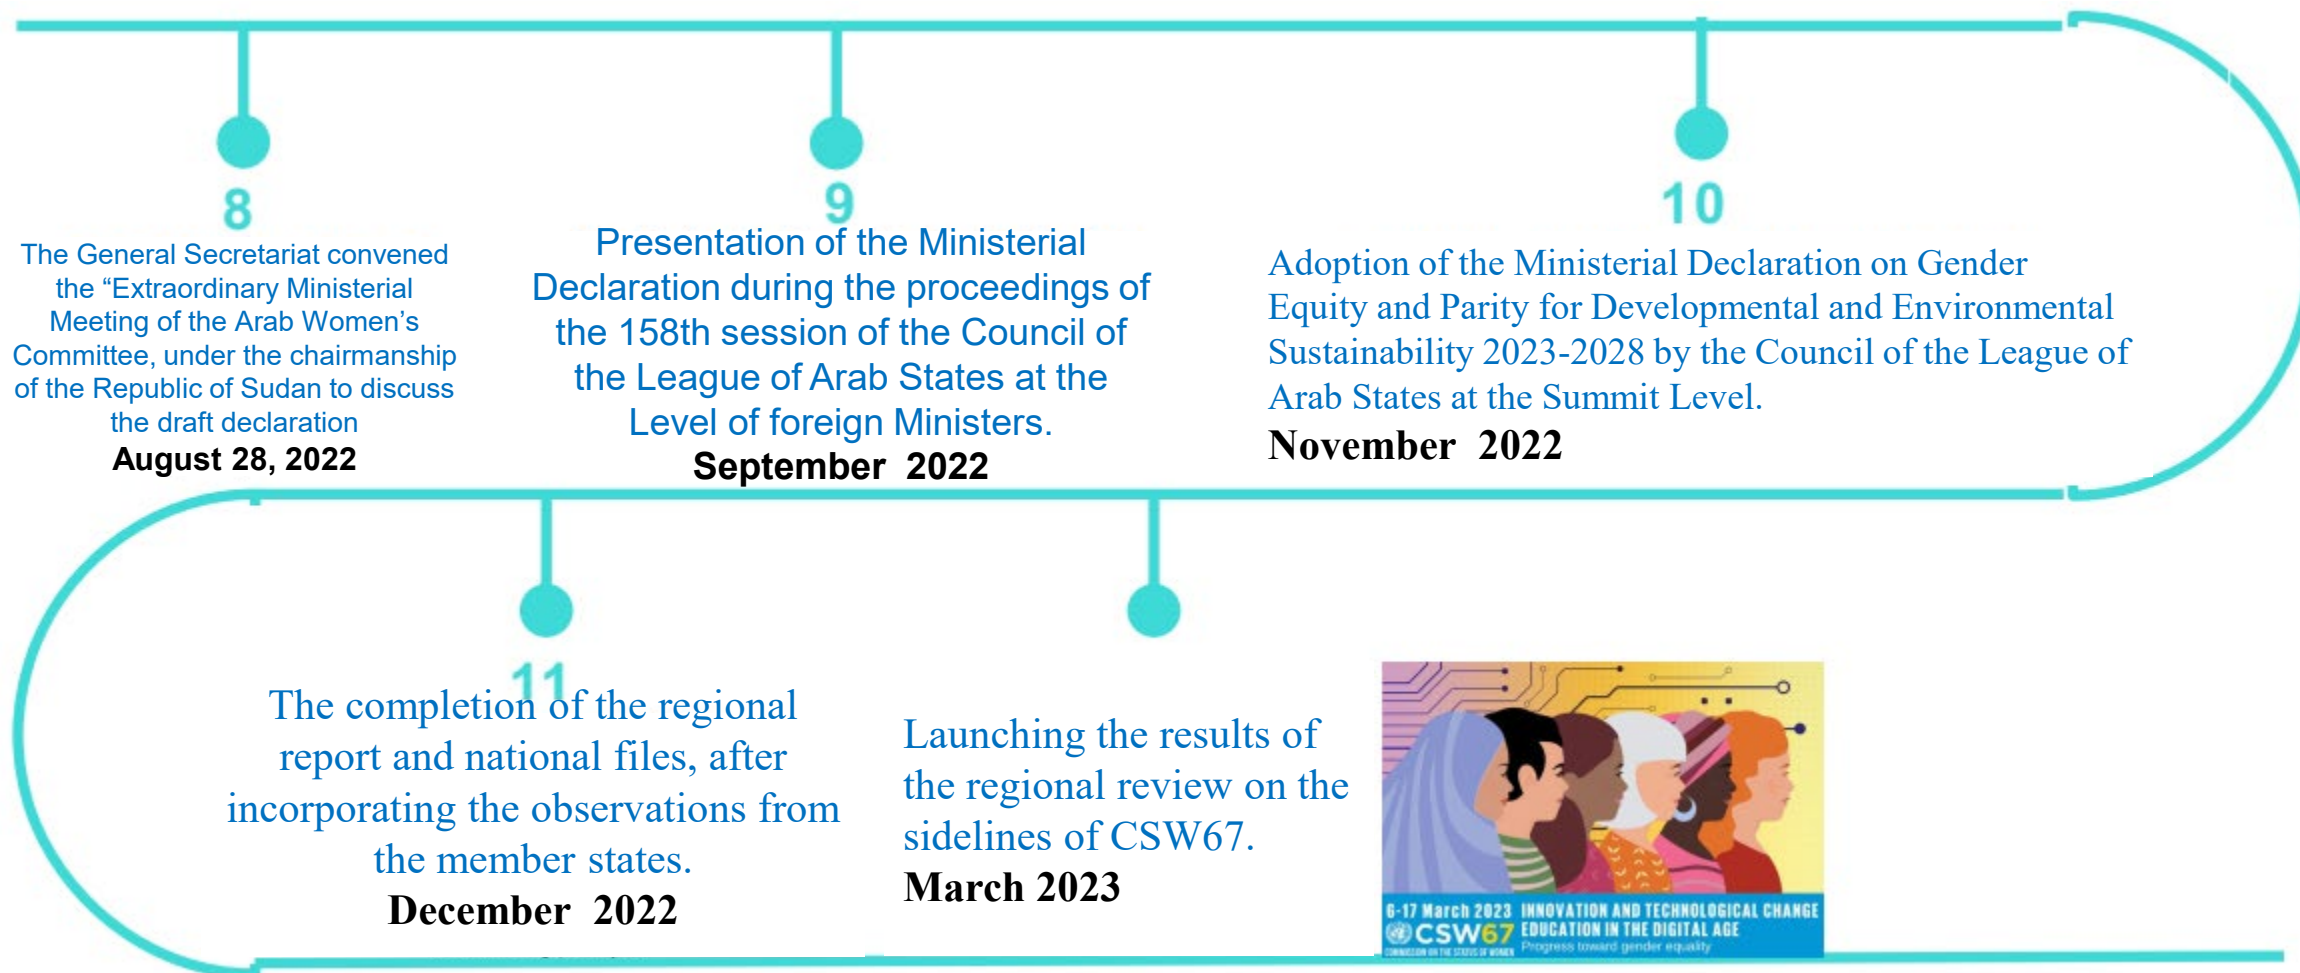 8
The General Secretariat convened
the “Extraordinary Ministerial
Meeting of the Arab Women’s
Committee, under the chairmanship
of the Republic of Sudan to discuss
the draft declaration
August 28, 2022
9
Presentation of the Ministerial
Declaration during the proceedings of
the 158th session of the Council of
the League of Arab States at the
Level of foreign Ministers.
September 2022
10
Adoption of the Ministerial Declaration on Gender
Equity and Parity for Developmental and Environmental
Sustainability 2023-2028 by the Council of the League of
Arab States at the Summit Level.
November 2022
11
The completion of the regional
report and national files, after
incorporating the observations from
the member states.
December 2022
Launching the results of
the regional review on the
sidelines of CSW67.
March 2023
6-17 March 2023
CSW67
COMMISSION ON THE STATUS OF WOMEN
INNOVATION AND TECHNOLOGICAL CHANGE
EDUCATION IN THE DIGITAL AGE
Progress toward gender equality